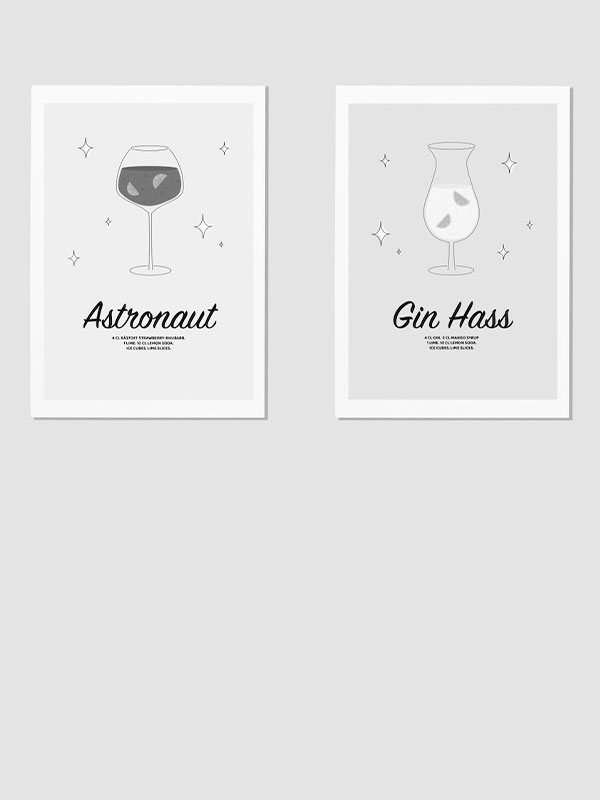 Astronaut
4 CL RÅSTOFF STRAWBERRY-RHUBARB.
1 LIME. 10 CL LEMON SODA.
ICE CUBES. LIME SLICES.
Gin Hass
4 CL GIN. 2 CL MANGO SYRUP
1 LIME. 10 CL LEMON SODA.
ICE CUBES. LIME SLICES.